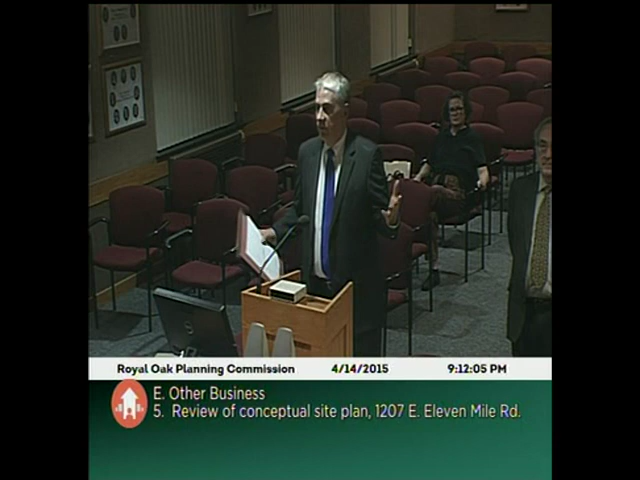 Royal Oak Planning Commission 4/14/2015 9:12:05 PM
E. Other Business
5. Review of conceptual site plan, 1207 E. Eleven Mile Rd.